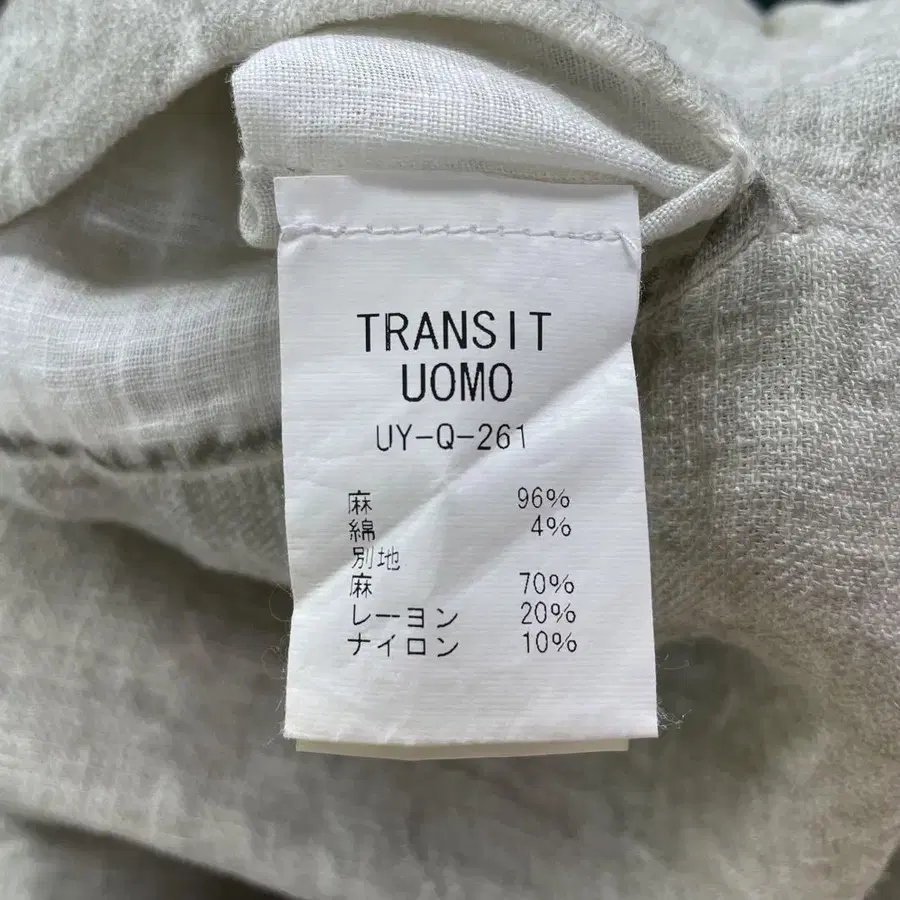 TRANSIT
UOMO
UY-Q-261
麻 96%
綿 4%
別地
麻 70%
レーヨン 20%
ナイロン 10%